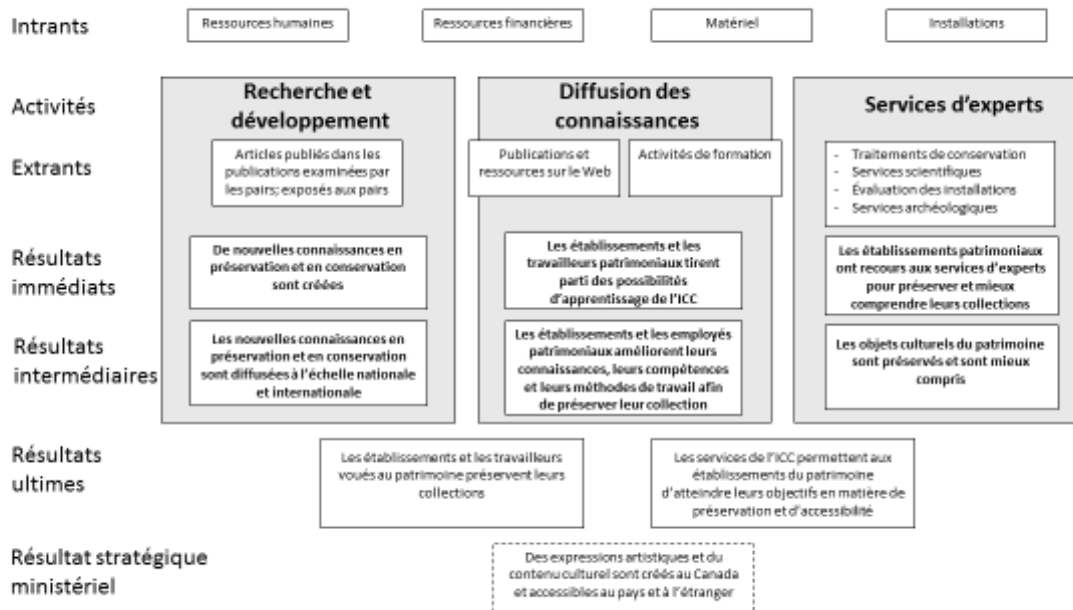 Intrants
Ressources humaines
Ressources financières
Matériel
Installations
Activités
Recherche et
développement
Diffusion des
connaissances
Services d'experts
Extrants
Articles publiés dans les
publications examinées par
les pairs; exposés aux pairs
Publications et
ressources sur le Web
Activités de formation
- Traitements de conservation
- Services scientifiques
- Évaluation des installations
- Services archéologiques
Résultats
immédiats
De nouvelles connaissances en
préservation et en conservation
sont créées
Les établissements et les
travailleurs patrimoniaux tirent
parti des possibilités
d'apprentissage de l'ICC
Les établissements patrimoniaux
ont recours aux services d'experts
pour préserver et mieux
comprendre leurs collections
Résultats
intermédiaires
Les nouvelles connaissances en
préservation et en conservation
sont diffusées à l'échelle nationale
et internationale
Les établissements et les employés
patrimoniaux améliorent leurs
connaissances, leurs compétences
et leurs méthodes de travail afin
de préserver leur collection
Les objets culturels du patrimoine
sont préservés et sont mieux
compris
Résultats
ultimes
Les établissements et les travailleurs
voués au patrimoine préservent leurs
collections
Les services de l'ICC permettent aux
établissements du patrimoine
d'atteindre leurs objectifs en matière de
préservation et d'accessibilité
Résultat stratégique
ministériel
Des expressions artistiques et du
contenu culturel sont créés au Canada
et accessibles au pays et à l'étranger